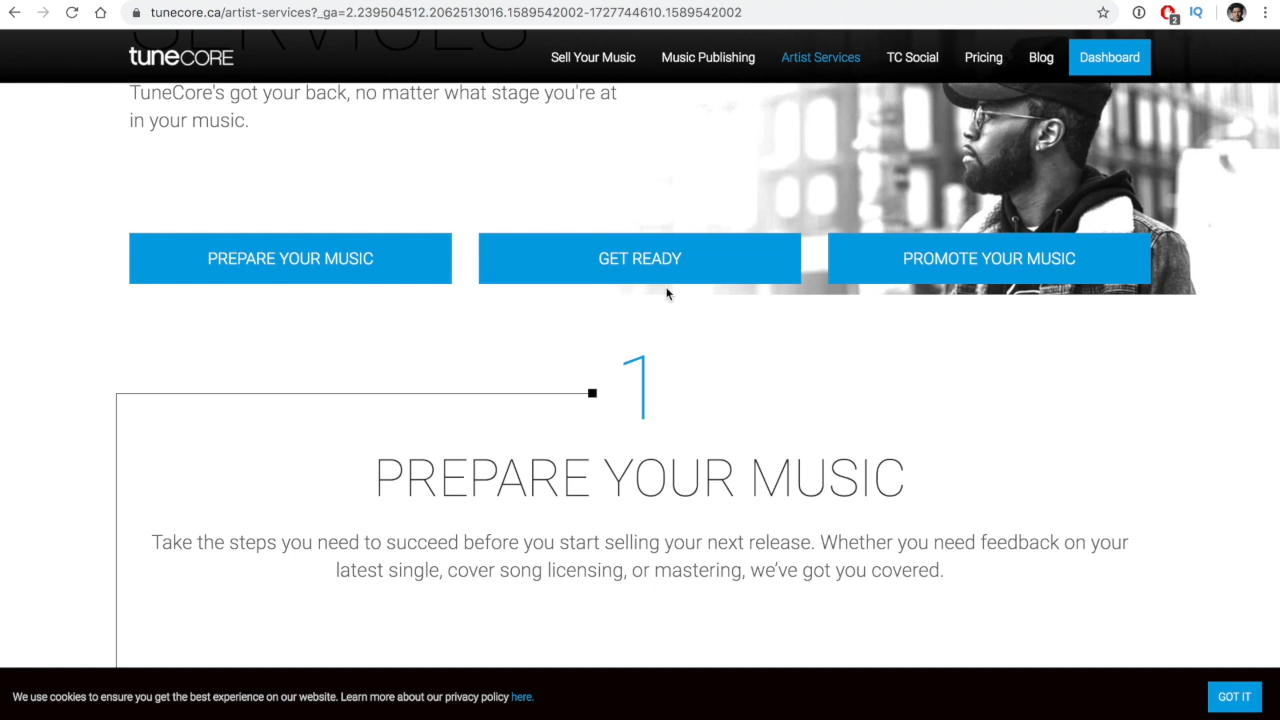 tunecore.ca/artist-services?_ga=2.239504512.2062513016.1589542002-1727744610.1589542002
2
IQ
SERVICES
tunecore
Sell Your Music
Music Publishing
Artist Services
TC Social
Pricing
Blog
Dashboard
TuneCore's got your back, no matter what stage you're at
in your music.
PREPARE YOUR MUSIC
GET READY
PROMOTE YOUR MUSIC
1
PREPARE YOUR MUSIC
Take the steps you need to succeed before you start selling your next release. Whether you need feedback on your
latest single, cover song licensing, or mastering, we’ve got you covered.
We use cookies to ensure you get the best experience on our website. Learn more about our privacy policy here.
GOT IT